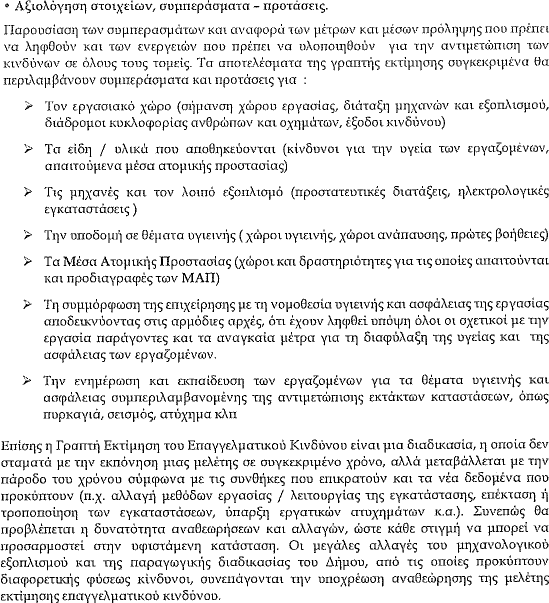 • Αξιολόγηση στοιχείων, συμπεράσματα – προτάσεις.
Παρουσίαση των συμπερασμάτων και αναφορά των μέτρων και μέσων πρόληψης που πρέπει
να ληφθούν και των ενεργειών που πρέπει να υλοποιηθούν για την αντιμετώπιση των
κινδύνων σε όλους τους τομείς. Τα αποτελέσματα της γραπτής εκτίμησης συγκεκριμένα θα
περιλαμβάνουν συμπεράσματα και προτάσεις για :
➢ Τον εργασιακό χώρο (σήμανση χώρου εργασίας, διάταξη μηχανών και εξοπλισμού,
διάδρομοι κυκλοφορίας ανθρώπων και οχημάτων, έξοδοι κινδύνου)
➢ Τα είδη / υλικά που αποθηκεύονται (κίνδυνοι για την υγεία των εργαζομένων,
απαιτούμενα μέσα ατομικής προστασίας)
➢ Τις μηχανές και τον λοιπό εξοπλισμό (προστατευτικές διατάξεις, ηλεκτρολογικές
εγκαταστάσεις )
➢ Την υποδομή σε θέματα υγιεινής ( χώροι υγιεινής, χώροι ανάπαυσης, πρώτες βοήθειες)
➢ Τα Μέσα Ατομικής Προστασίας (χώροι και δραστηριότητες για τις οποίες απαιτούνται
και προδιαγραφές των ΜΑΠ)
➢ Τη συμμόρφωση της επιχείρησης με τη νομοθεσία υγιεινής και ασφάλειας της εργασίας
αποδεικνύοντας στις αρμόδιες αρχές, ότι έχουν ληφθεί υπόψη όλοι οι σχετικοί με την
εργασία παράγοντες και τα αναγκαία μέτρα για τη διαφύλαξη της υγείας και της
ασφάλειας των εργαζομένων.
➢ Την ενημέρωση και εκπαίδευση των εργαζομένων για τα θέματα υγιεινής και
ασφάλειας συμπεριλαμβανομένης της αντιμετώπισης εκτάκτων καταστάσεων, όπως
πυρκαγιά, σεισμός, ατύχημα κλπ
Επίσης η Γραπτή Εκτίμηση του Επαγγελματικού Κινδύνου είναι μια διαδικασία, η οποία δεν
σταματά με την εκπόνηση μιας μελέτης σε συγκεκριμένο χρόνο, αλλά μεταβάλλεται με την
πάροδο του χρόνου σύμφωνα με τις συνθήκες που επικρατούν και τα νέα δεδομένα που
προκύπτουν (π.χ. αλλαγή μεθόδων εργασίας / λειτουργίας της εγκατάστασης, επέκταση ή
τροποποίηση των εγκαταστάσεων, ύπαρξη εργατικών ατυχημάτων κ.α.). Συνεπώς θα
προβλέπεται η δυνατότητα αναθεωρήσεων και αλλαγών, ώστε κάθε στιγμή να μπορεί να
προσαρμοστεί στην υφιστάμενη κατάσταση. Οι μεγάλες αλλαγές του μηχανολογικού
εξοπλισμού και της παραγωγικής διαδικασίας του Δήμου, από τις οποίες προκύπτουν
διαφορετικής φύσεως κίνδυνοι, συνεπάγονται την υποχρέωση αναθεώρησης της μελέτης
εκτίμησης επαγγελματικού κινδύνου.